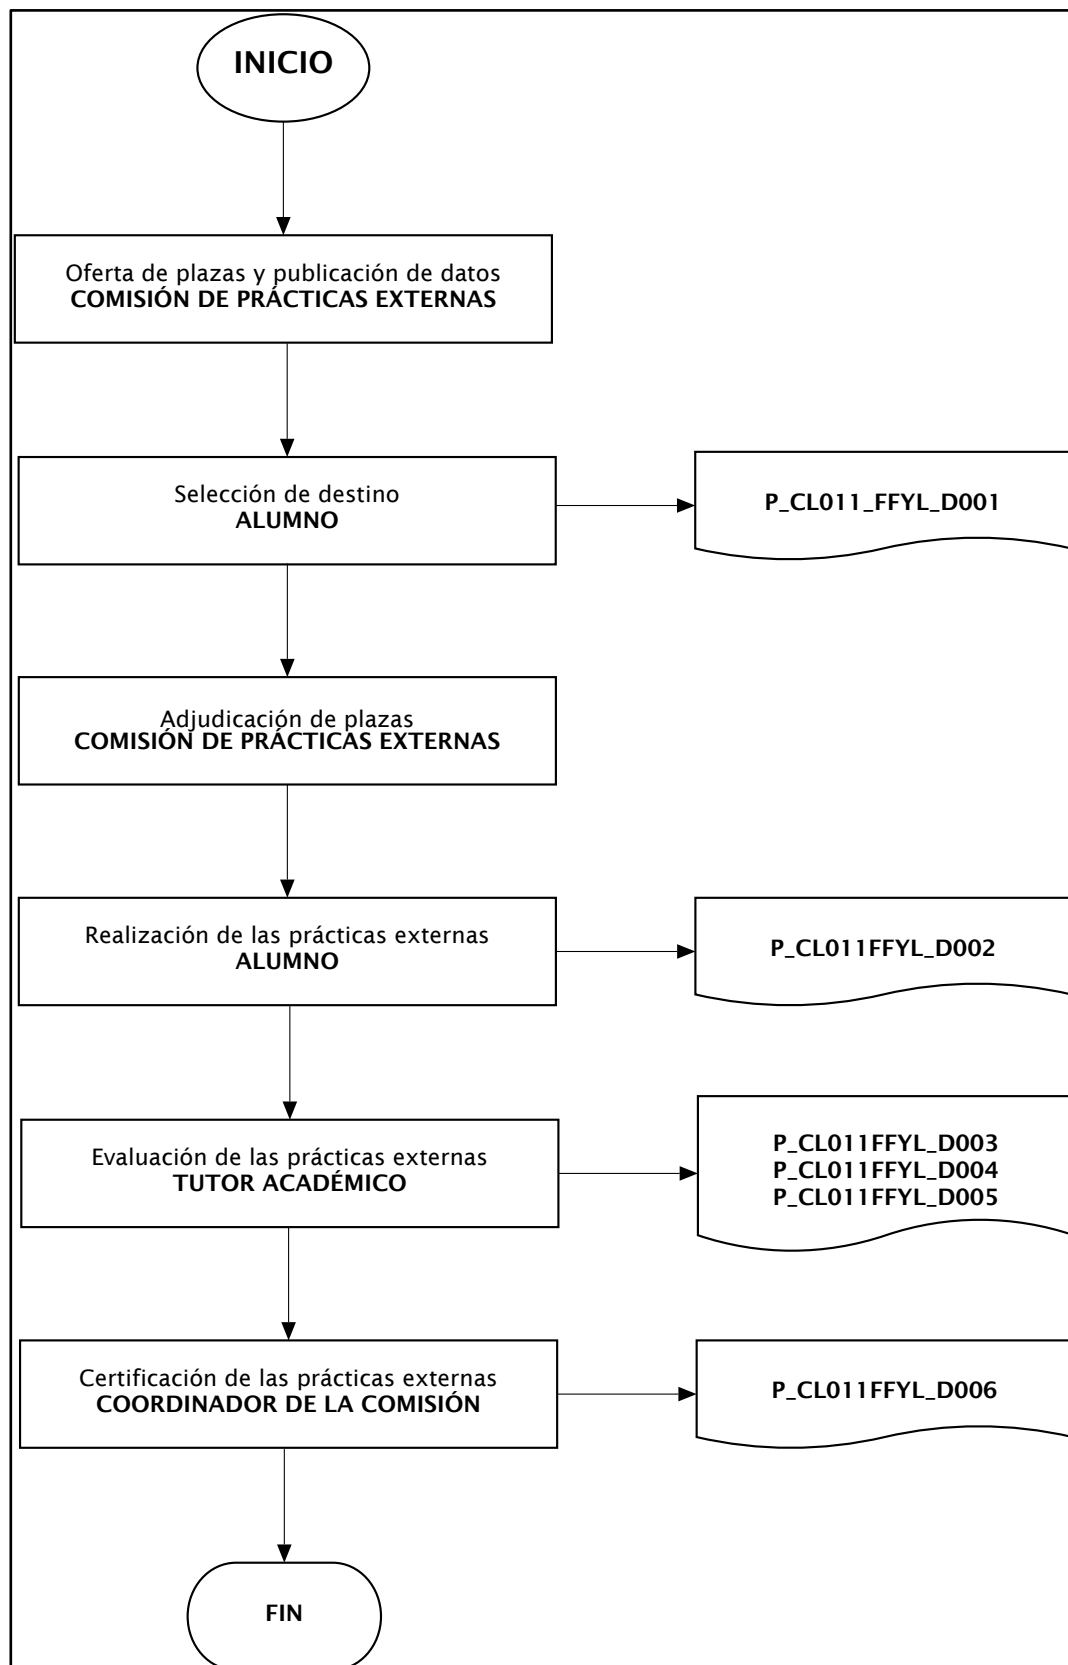 INICIO
Oferta de plazas y publicación de datos
COMISIÓN DE PRÁCTICAS EXTERNAS
Selección de destino
ALUMNO
P_CL011_FFYL_D001
Adjudicación de plazas
COMISIÓN DE PRÁCTICAS EXTERNAS
Realización de las prácticas externas
ALUMNO
P_CL011FFYL_D002
Evaluación de las prácticas externas
TUTOR ACADÉMICO
P_CL011FFYL_D003
P_CL011FFYL_D004
P_CL011FFYL_D005
Certificación de las prácticas externas
COORDINADOR DE LA COMISIÓN
P_CL011FFYL_D006
FIN